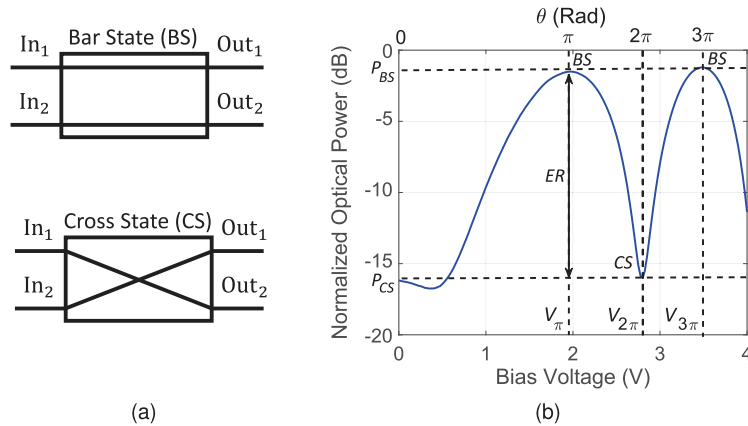 Bar State (BS)
In₁ Out₁
In₂ Out₂
Cross State (CS)
In₁ Out₁
In₂ Out₂
(a)
θ (Rad)
0 π 2π 3π
Normalized Optical Power (dB)
0
-5
-10
-15
-20
P_BS
P_CS
BS
BS
ER
CS
V_π V_2π V_3π
0 1 2 3 4
Bias Voltage (V)
(b)